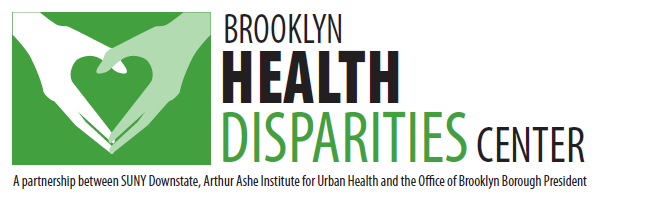 BROOKLYN
HEALTH
DISPARITIES CENTER
A partnership between SUNY Downstate, Arthur Ashe Institute for Urban Health and the Office of Brooklyn Borough President